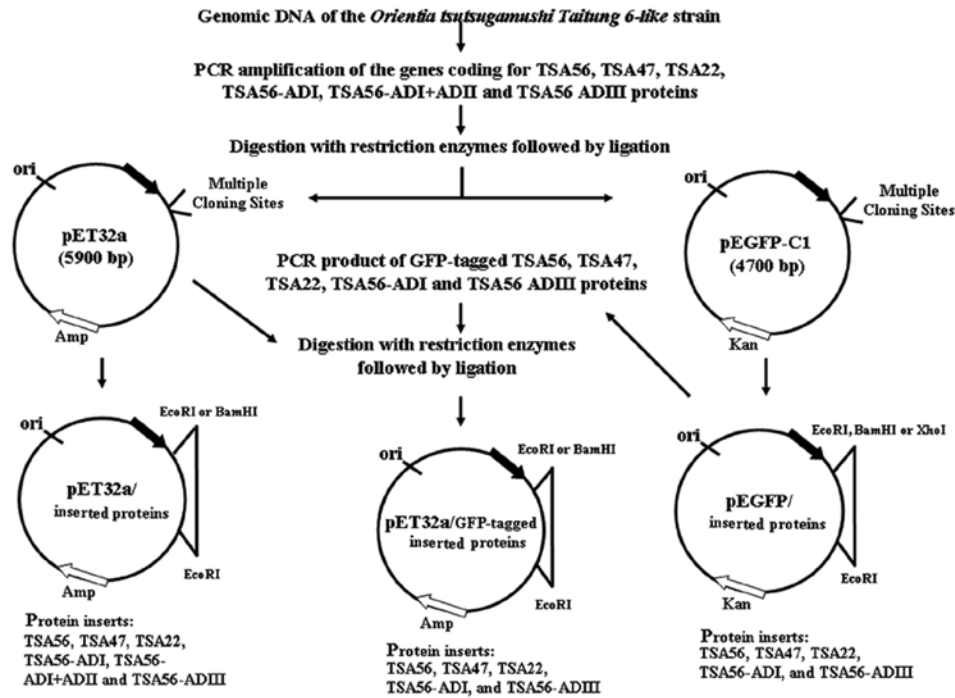 Genomic DNA of the Orientia tsutsugamushi Taitung 6-like strain
PCR amplification of the genes coding for TSA56, TSA47, TSA22,
TSA56-ADI, TSA56-ADI+ADII and TSA56 ADIII proteins
Digestion with restriction enzymes followed by ligation
ori
Multiple
Cloning Sites
pET32a
(5900 bp)
Amp
ori
Multiple
Cloning Sites
pEGFP-C1
(4700 bp)
Kan
PCR product of GFP-tagged TSA56, TSA47,
TSA22, TSA56-ADI and TSA56 ADIII proteins
Digestion with restriction enzymes
followed by ligation
EcoRI or BamHI
ori
pET32a/
inserted proteins
EcoRI
Amp
Protein inserts:
TSA56, TSA47, TSA22,
TSA56-ADI, TSA56-
ADI+ADII and TSA56-ADIII
EcoRI or BamHI
ori
pET32a/GFP-tagged
inserted proteins
EcoRI
Amp
Protein inserts:
TSA56, TSA47, TSA22,
TSA56-ADI, and TSA56-ADIII
EcoRI, BamHI or XhoI
ori
pEGFP/
inserted proteins
EcoRI
Kan
Protein inserts:
TSA56, TSA47, TSA22,
TSA56-ADI, and TSA56-ADIII